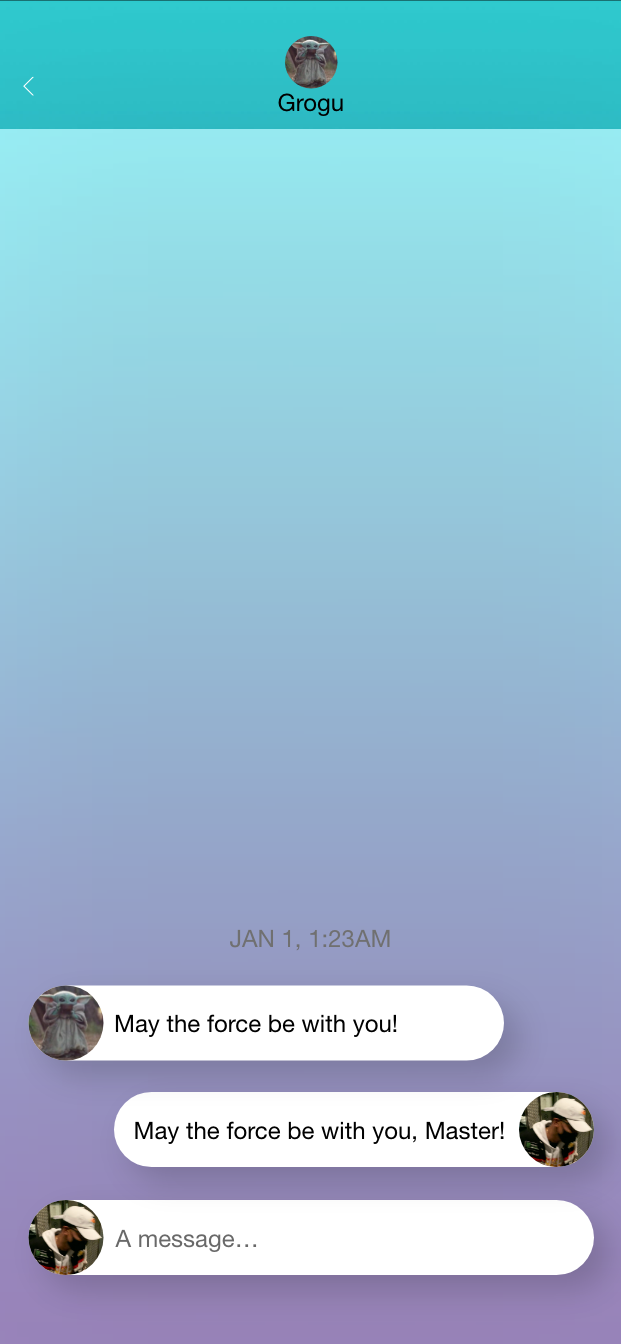 Grogu
JAN 1, 1:23AM
May the force be with you!
May the force be with you, Master!
A message...